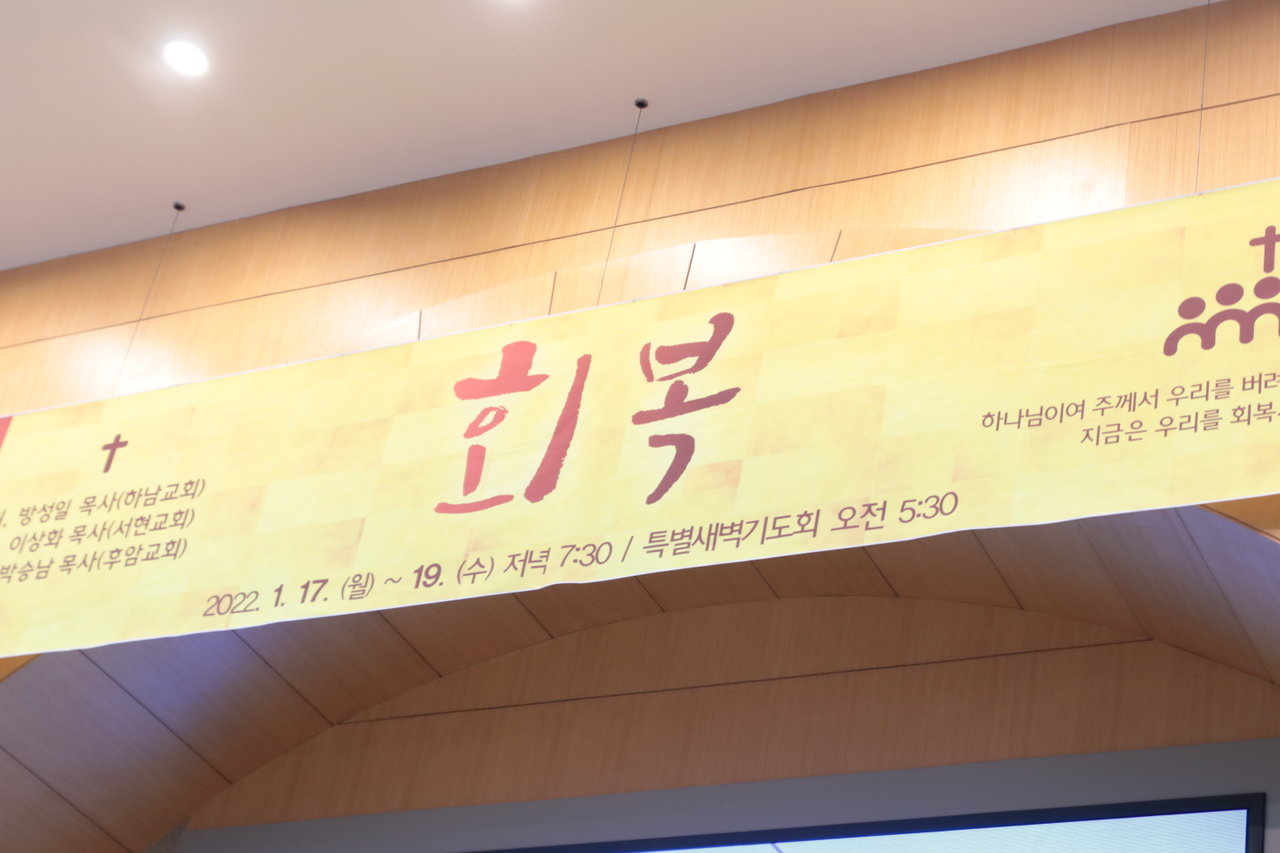 방성일 목사(하남교회)
이상화 목사(서현교회)
박승남 목사(후암교회)
회복
2022. 1. 17. (월) ~ 19. (수) 저녁 7:30 / 특별새벽기도회 오전 5:30
하나님이여 주께서 우리를 버려
지금은 우리를 회복